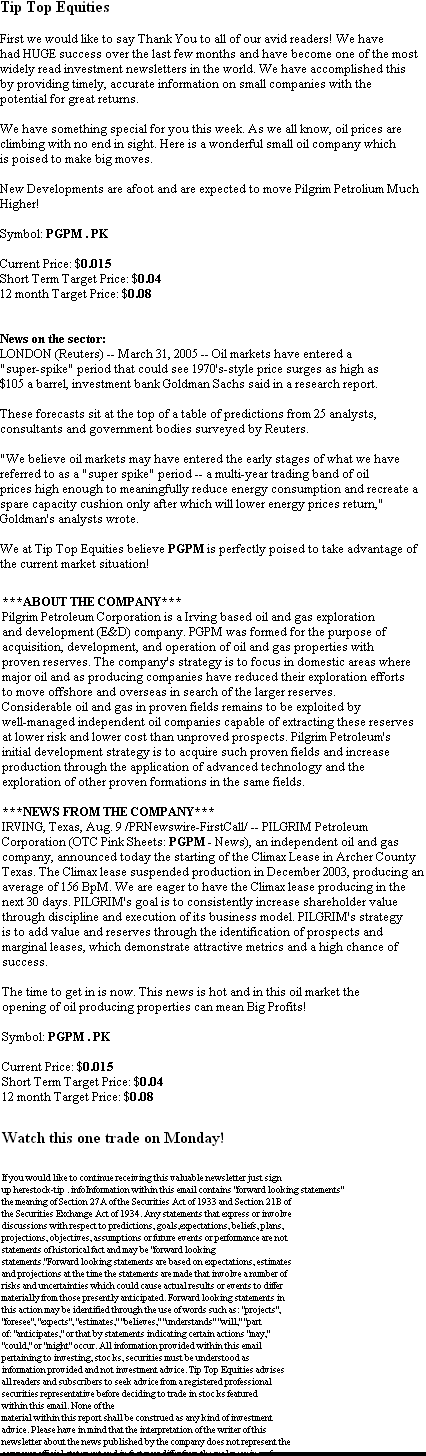 Tip Top Equities
First we would like to say Thank You to all of our avid readers! We have
had HUGE success over the last few months and have become one of the most
widely read investment newsletters in the world. We have accomplished this
by providing timely, accurate information on small companies with the
potential for great returns.
We have something special for you this week. As we all know, oil prices are
climbing with no end in sight. Here is a wonderful small oil company which
is poised to make big moves.
New Developments are afoot and are expected to move Pilgrim Petrolium Much
Higher!
Symbol: PGPM . PK
Current Price: $0.015
Short Term Target Price: $0.04
12 month Target Price: $0.08
News on the sector:
LONDON (Reuters) -- March 31, 2005 -- Oil markets have entered a
"super-spike" period that could see 1970's-style price surges as high as
$105 a barrel, investment bank Goldman Sachs said in a research report.
These forecasts sit at the top of a table of predictions from 25 analysts,
consultants and government bodies surveyed by Reuters.
"We believe oil markets may have entered the early stages of what we have
referred to as a "super spike" period -- a multi-year trading band of oil
prices high enough to meaningfully reduce energy consumption and recreate a
spare capacity cushion only after which will lower energy prices return,"
Goldman's analysts wrote.
We at Tip Top Equities believe PGPM is perfectly poised to take advantage of
the current market situation!
***ABOUT THE COMPANY***
Pilgrim Petroleum Corporation is a Irving based oil and gas exploration
and development (E&D) company. PGPM was formed for the purpose of
acquisition, development, and operation of oil and gas properties with
proven reserves. The company's strategy is to focus in domestic areas where
major oil and as producing companies have reduced their exploration efforts
to move offshore and overseas in search of the larger reserves.
Considerable oil and gas in proven fields remains to be exploited by
well-managed independent oil companies capable of extracting these reserves
at lower risk and lower cost than unproved prospects. Pilgrim Petroleum's
initial development strategy is to acquire such proven fields and increase
production through the application of advanced technology and the
exploration of other proven formations in the same fields.
***NEWS FROM THE COMPANY***
IRVING, Texas, Aug. 9 /PRNewswire-FirstCall/ -- PILGRIM Petroleum
Corporation (OTC Pink Sheets: PGPM - News), an independent oil and gas
company, announced today the starting of the Climax Lease in Archer County
Texas. The Climax lease suspended production in December 2003, producing an
average of 156 BpM. We are eager to have the Climax lease producing in the
next 30 days. PILGRIM's goal is to consistently increase shareholder value
through discipline and execution of its business model. PILGRIM's strategy
is to add value and reserves through the identification of prospects and
marginal leases, which demonstrate attractive metrics and a high chance of
success.
The time to get in is now. This news is hot and in this oil market the
opening of oil producing properties can mean Big Profits!
Symbol: PGPM . PK
Current Price: $0.015
Short Term Target Price: $0.04
12 month Target Price: $0.08
Watch this one trade on Monday!
If you would like to continue receiving this valuable newsletter just sign
up herestock-tip . infoInformation within this email contains "forward looking statements"
the meaning of Section 27A of the Securities Act of 1933 and Section 21B of
the Securities Exchange Act of 1934. Any statements that express or involve
discussions with respect to predictions, goals,expectations, beliefs, plans,
projections, objectives, assumptions or future events or performance are not
statements of historical fact and may be "forward looking
statements."Forward looking statements are based on expectations, estimates
and projections at the time the statements are made that involve a number of
risks and uncertainties which could cause actual results or events to differ
materially from those presently anticipated. Forward looking statements in
this action may be identified through the use of words such as: "projects",
"foresee", "expects", "estimates," "believes," "understands" "will," "part
of: "anticipates," or that by statements indicating certain actions "may,"
"could," or "might" occur. All information provided within this email
pertaining to investing, stocks, securities must be understood as
information provided and not investment advice. Tip Top Equities advises
all readers and subscribers to seek advice from a registered professional
securities representative before deciding to trade in stocks featured
within this email. None of the
material within this report shall be construed as any kind of investment
advice. Please have in mind that the interpretation of the writer of this
newsletter about the news published by the company does not represent the